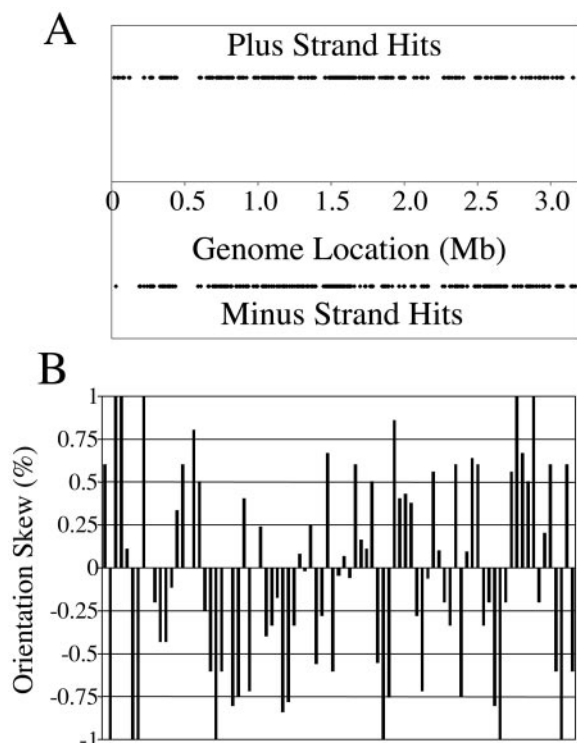 A
Plus Strand Hits
0 0.5 1.0 1.5 2.0 2.5 3.0
Genome Location (Mb)
Minus Strand Hits
B
Orientation Skew (%)
1
0.75
0.5
0.25
0
-0.25
-0.5
-0.75
-1